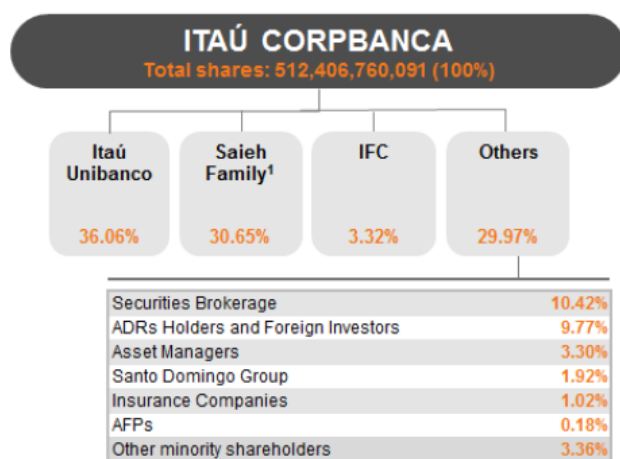 ITAÚ CORPBANCA
Total shares: 512,406,760,091 (100%)
Itaú Unibanco
36.06%
Saieh Family¹
30.65%
IFC
3.32%
Others
29.97%
Securities Brokerage 10.42%
ADRs Holders and Foreign Investors 9.77%
Asset Managers 3.30%
Santo Domingo Group 1.92%
Insurance Companies 1.02%
AFPs 0.18%
Other minority shareholders 3.36%